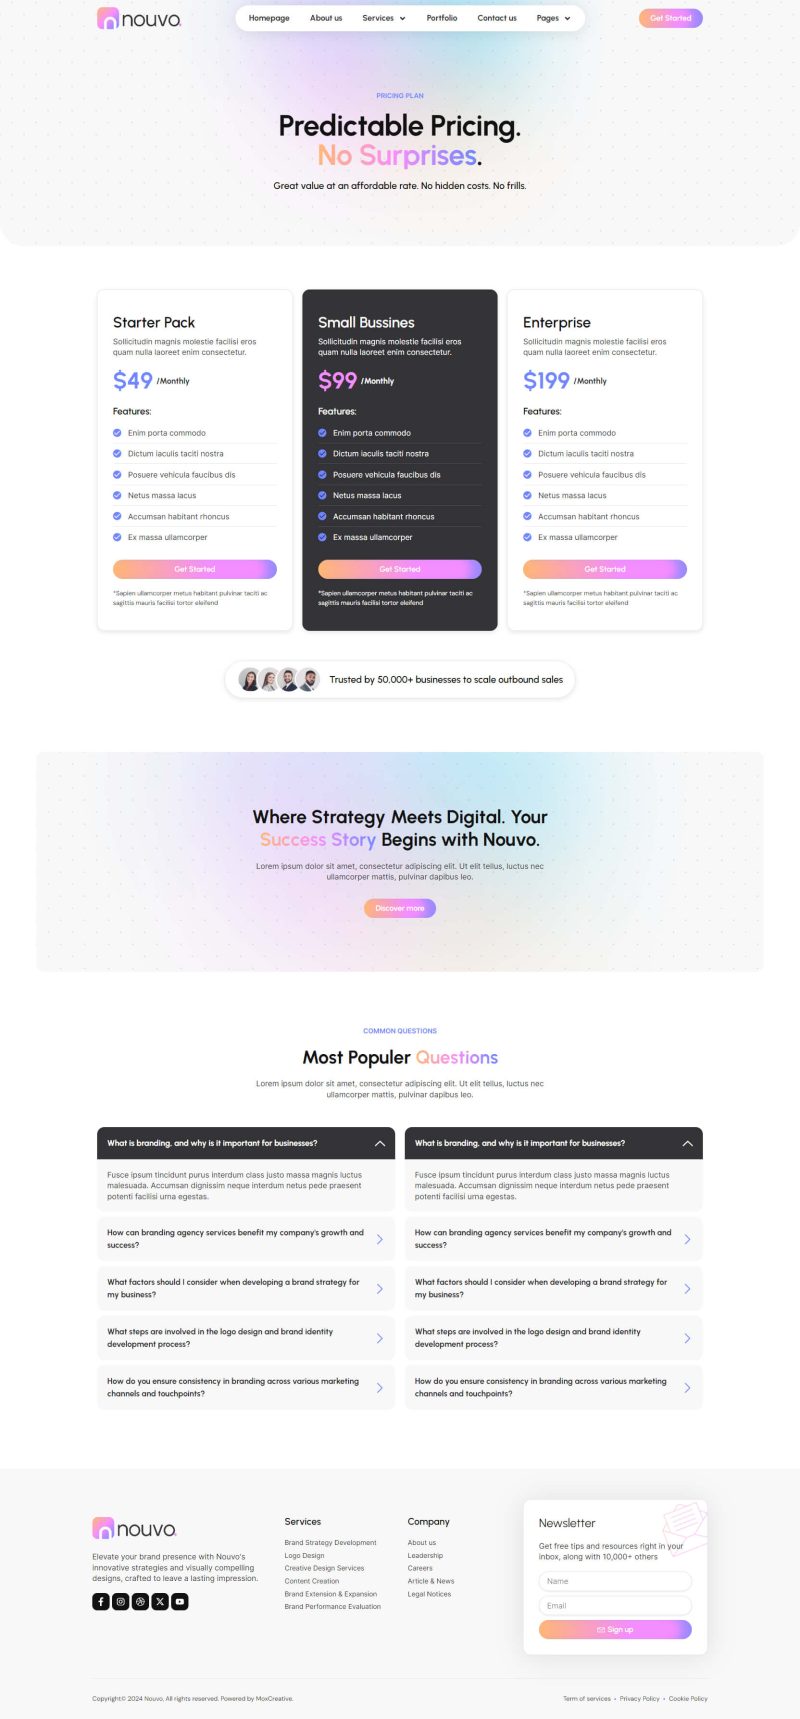 nouvo.
Homepage About us Services Portfolio Contact us Pages
Get Started
PRICING PLAN
Predictable Pricing.
No Surprises.
Great value at an affordable rate. No hidden costs. No frills.
Starter Pack
Sollicitudin magnis molestie facilisi eros
quam nulla laoreet enim consectetur.
$49 /Monthly
Features:
Enim porta commodo
Dictum iaculis taciti nostra
Posuere vehicula faucibus dis
Netus massa lacus
Accumsan habitant rhoncus
Ex massa ullamcorper
Get Started
*Sapien ullamcorper metus habitant pulvinar taciti ac
sagittis mauris facilisi tortor eleifend
Small Bussines
Sollicitudin magnis molestie facilisi eros
quam nulla laoreet enim consectetur.
$99 /Monthly
Features:
Enim porta commodo
Dictum iaculis taciti nostra
Posuere vehicula faucibus dis
Netus massa lacus
Accumsan habitant rhoncus
Ex massa ullamcorper
Get Started
*Sapien ullamcorper metus habitant pulvinar taciti ac
sagittis mauris facilisi tortor eleifend
Enterprise
Sollicitudin magnis molestie facilisi eros
quam nulla laoreet enim consectetur.
$199 /Monthly
Features:
Enim porta commodo
Dictum iaculis taciti nostra
Posuere vehicula faucibus dis
Netus massa lacus
Accumsan habitant rhoncus
Ex massa ullamcorper
Get Started
*Sapien ullamcorper metus habitant pulvinar taciti ac
sagittis mauris facilisi tortor eleifend
Trusted by 50,000+ businesses to scale outbound sales
Where Strategy Meets Digital. Your
Success Story Begins with Nouvo.
Lorem ipsum dolor sit amet, consectetur adipiscing elit. Ut elit tellus, luctus nec
ullamcorper mattis, pulvinar dapibus leo.
Discover more
COMMON QUESTIONS
Most Populer Questions
Lorem ipsum dolor sit amet, consectetur adipiscing elit. Ut elit tellus, luctus nec
ullamcorper mattis, pulvinar dapibus leo.
What is branding, and why is it important for businesses?
Fusce ipsum tincidunt purus interdum class justo massa magnis luctus
malesuada. Accumsan dignissim neque interdum netus pede praesent
potenti facilisi urna egestas.
How can branding agency services benefit my company's growth and
success?
What factors should I consider when developing a brand strategy for
my business?
What steps are involved in the logo design and brand identity
development process?
How do you ensure consistency in branding across various marketing
channels and touchpoints?
What is branding, and why is it important for businesses?
Fusce ipsum tincidunt purus interdum class justo massa magnis luctus
malesuada. Accumsan dignissim neque interdum netus pede praesent
potenti facilisi urna egestas.
How can branding agency services benefit my company's growth and
success?
What factors should I consider when developing a brand strategy for
my business?
What steps are involved in the logo design and brand identity
development process?
How do you ensure consistency in branding across various marketing
channels and touchpoints?
nouvo.
Elevate your brand presence with Nouvo's
innovative strategies and visually compelling
designs, crafted to leave a lasting impression.
Services
Brand Strategy Development
Logo Design
Creative Design Services
Content Creation
Brand Extension & Expansion
Brand Performance Evaluation
Company
About us
Leadership
Careers
Article & News
Legal Notices
Newsletter
Get free tips and resources right in your
inbox, along with 10,000+ others
Name
Email
Sign up
Copyright© 2024 Nouvo, All rights reserved. Powered by MoxCreative.
Term of services • Privacy Policy • Cookie Policy